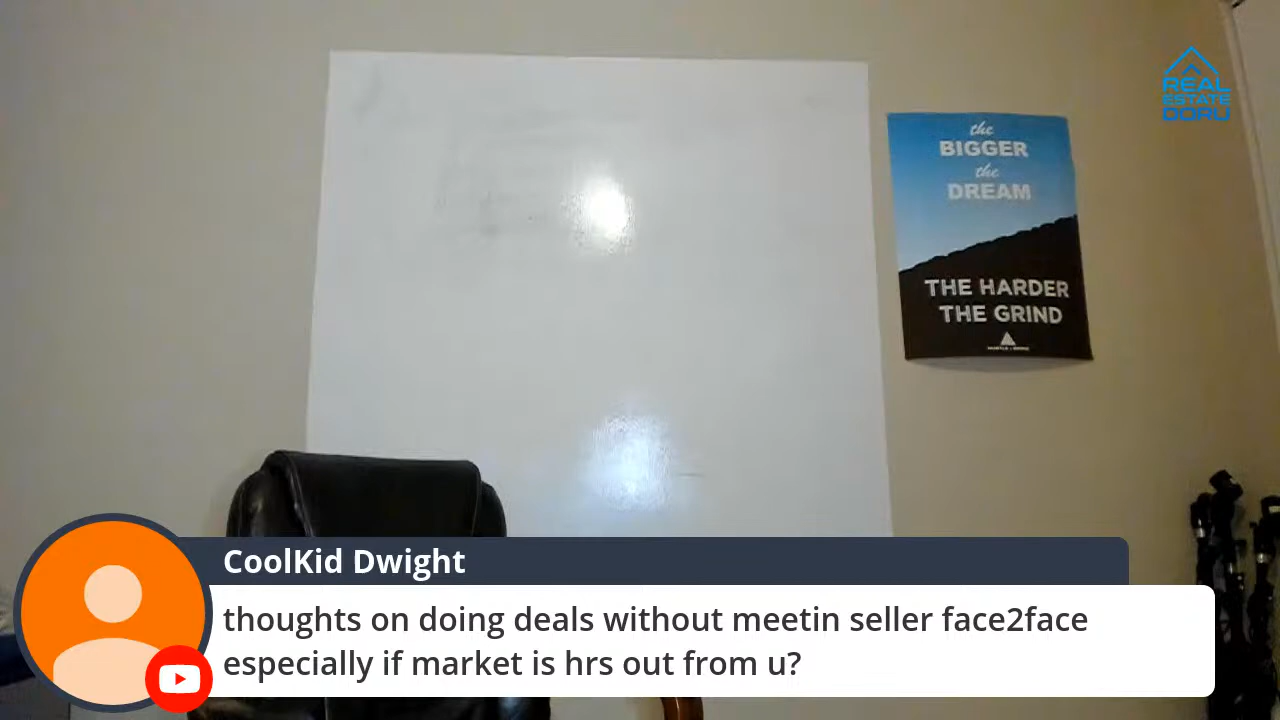 REAL
ESTATE
DORU
the
BIGGER
the
DREAM
THE HARDER
THE GRIND
CoolKid Dwight
thoughts on doing deals without meetin seller face2face
especially if market is hrs out from u?